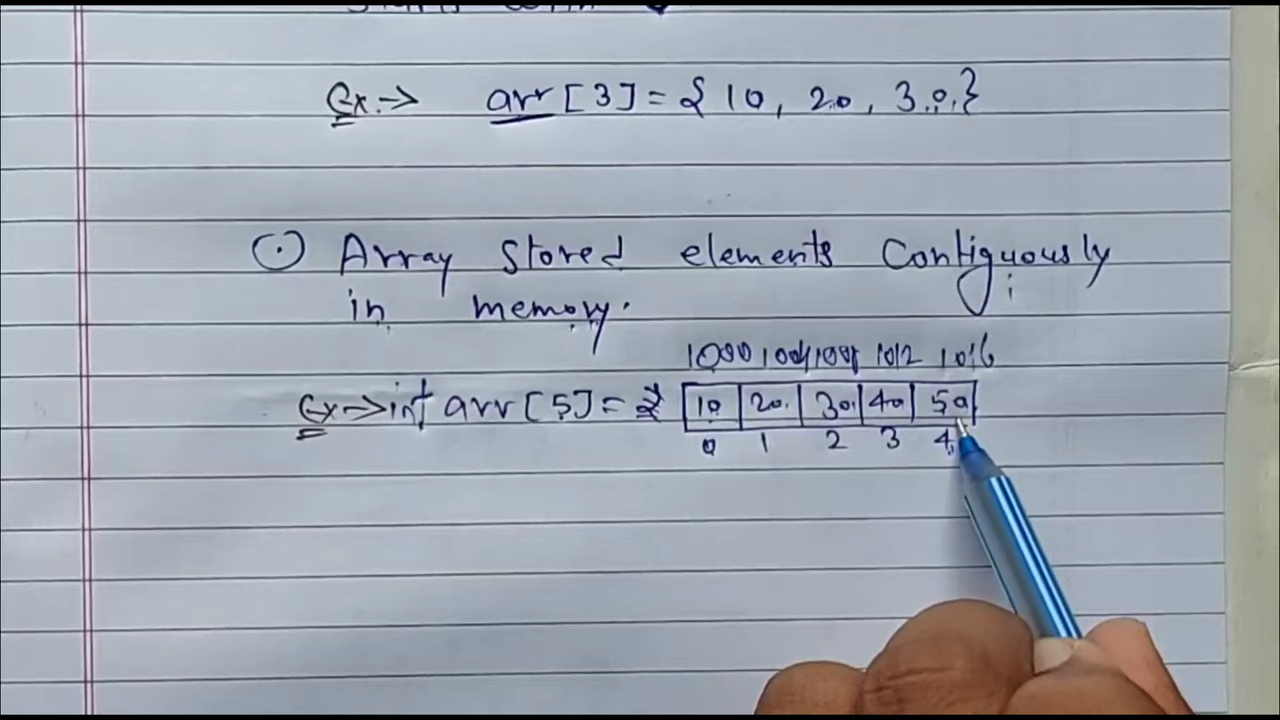 Ex.→ arr[3] = { 10, 20, 30, }
⊙ Array Stored elements Contiguously
in memory.
1000 1004 1008 1012 1016
Ex→int arr[5] = { 10 20 30 40 50
0 1 2 3 4